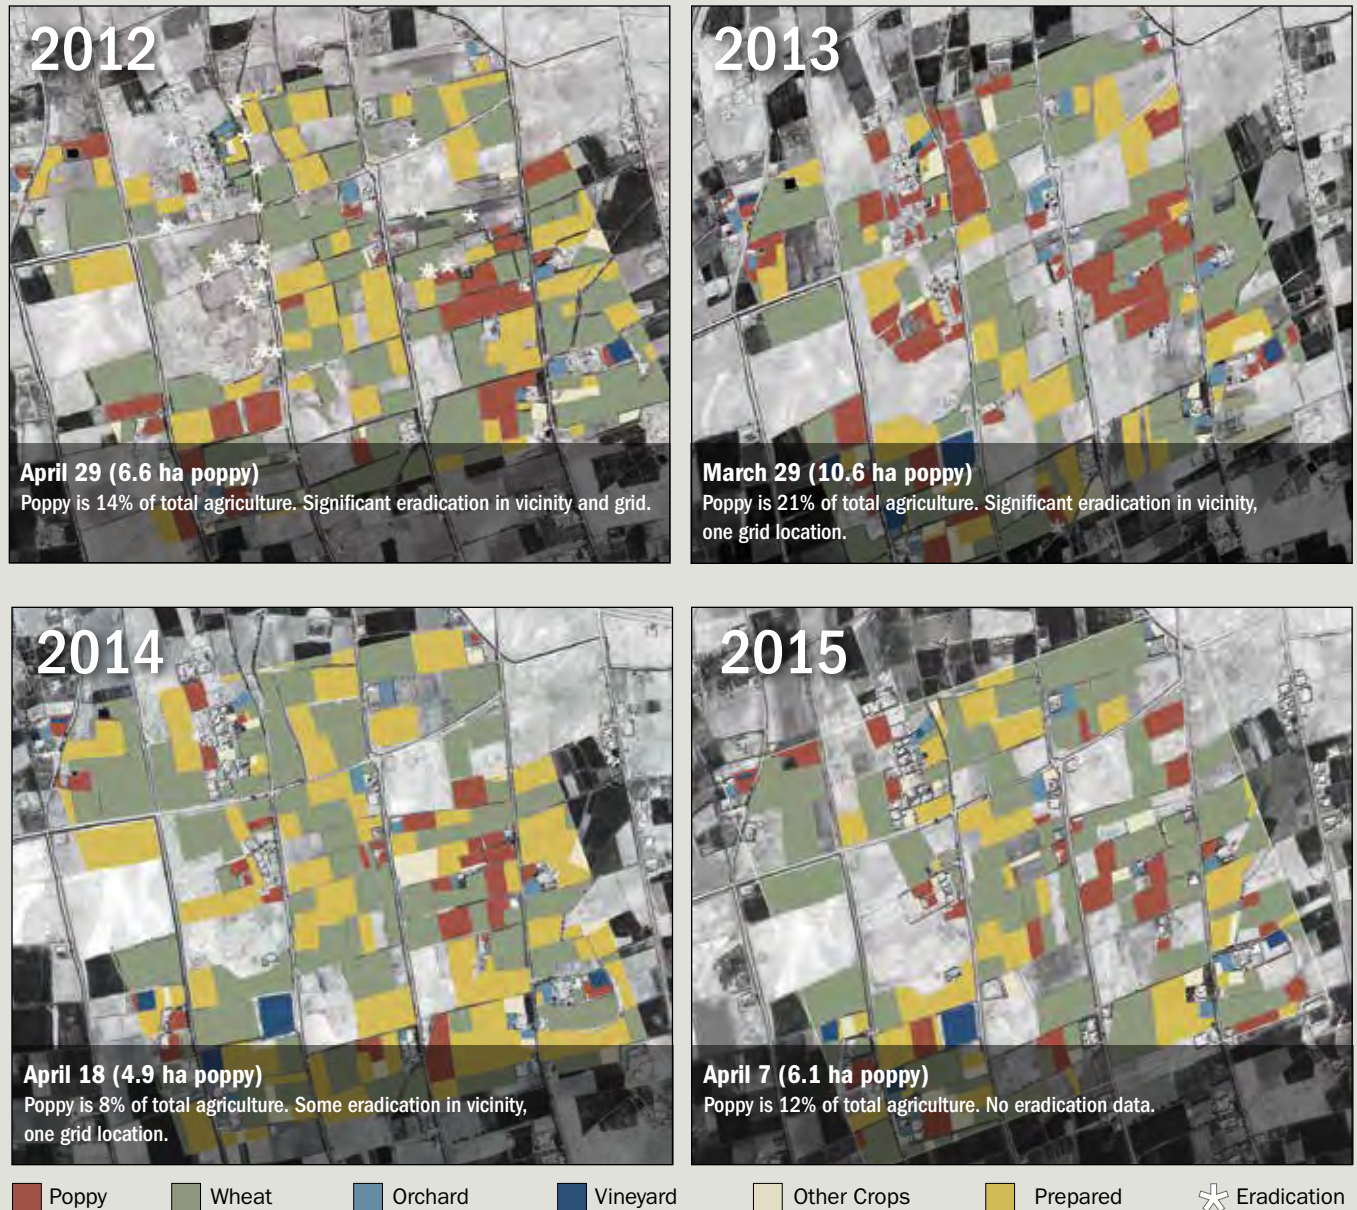 2012
April 29 (6.6 ha poppy)
Poppy is 14% of total agriculture. Significant eradication in vicinity and grid.
2013
March 29 (10.6 ha poppy)
Poppy is 21% of total agriculture. Significant eradication in vicinity,
one grid location.
2014
April 18 (4.9 ha poppy)
Poppy is 8% of total agriculture. Some eradication in vicinity,
one grid location.
2015
April 7 (6.1 ha poppy)
Poppy is 12% of total agriculture. No eradication data.
Poppy Wheat Orchard Vineyard Other Crops Prepared Eradication